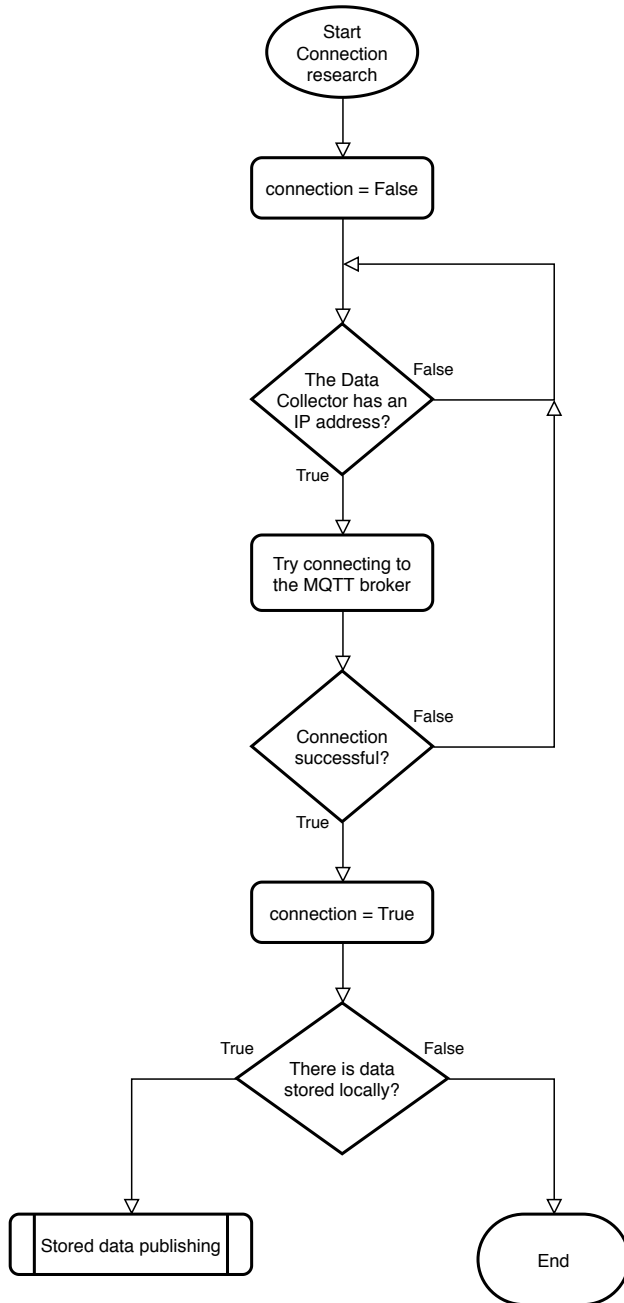 Start
Connection
research
connection = False
False
The Data
Collector has an
IP address?
True
Try connecting to
the MQTT broker
False
Connection
successful?
True
connection = True
True
False
There is data
stored locally?
Stored data publishing
End